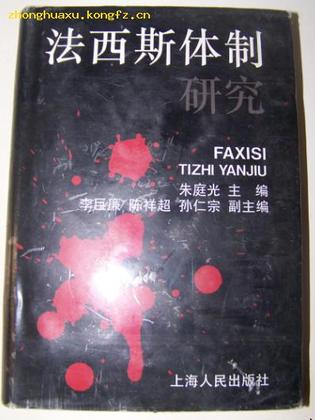 zhonghuaxu.kongfz.cn
法西斯体制
研究
FAXISI
TIZHI YANJIU
朱庭光 主编
李巨廉 陈祥超 孙仁宗 副主编
上海人民出版社